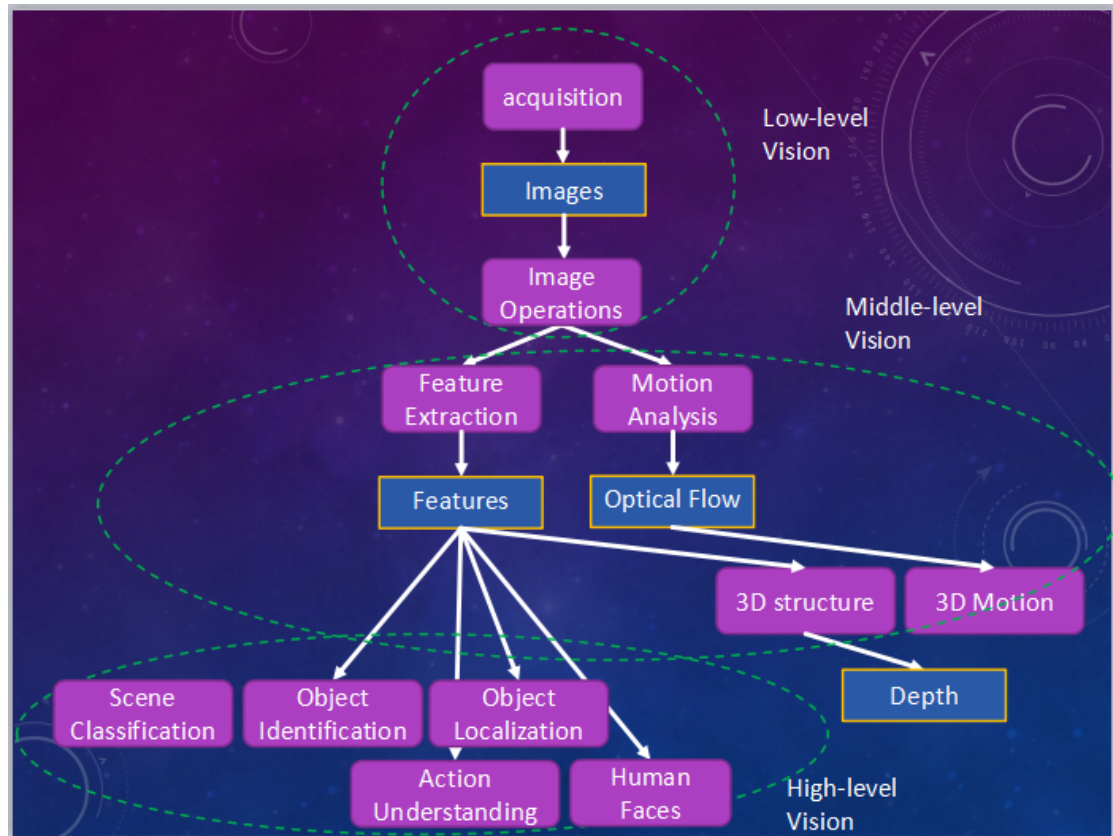 acquisition
Low-level
Vision
Images
Image
Operations
Middle-level
Vision
Feature
Extraction
Motion
Analysis
Features
Optical Flow
3D structure
3D Motion
Scene
Classification
Object
Identification
Object
Localization
Depth
Action
Understanding
Human
Faces
High-level
Vision